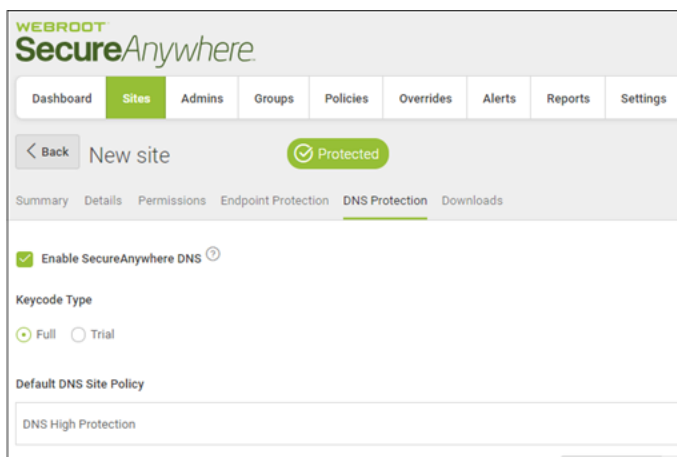 WEBROOT
SecureAnywhere
Dashboard Sites Admins Groups Policies Overrides Alerts Reports Settings
< Back New site Protected
Summary Details Permissions Endpoint Protection DNS Protection Downloads
Enable SecureAnywhere DNS ?
Keycode Type
Full Trial
Default DNS Site Policy
DNS High Protection